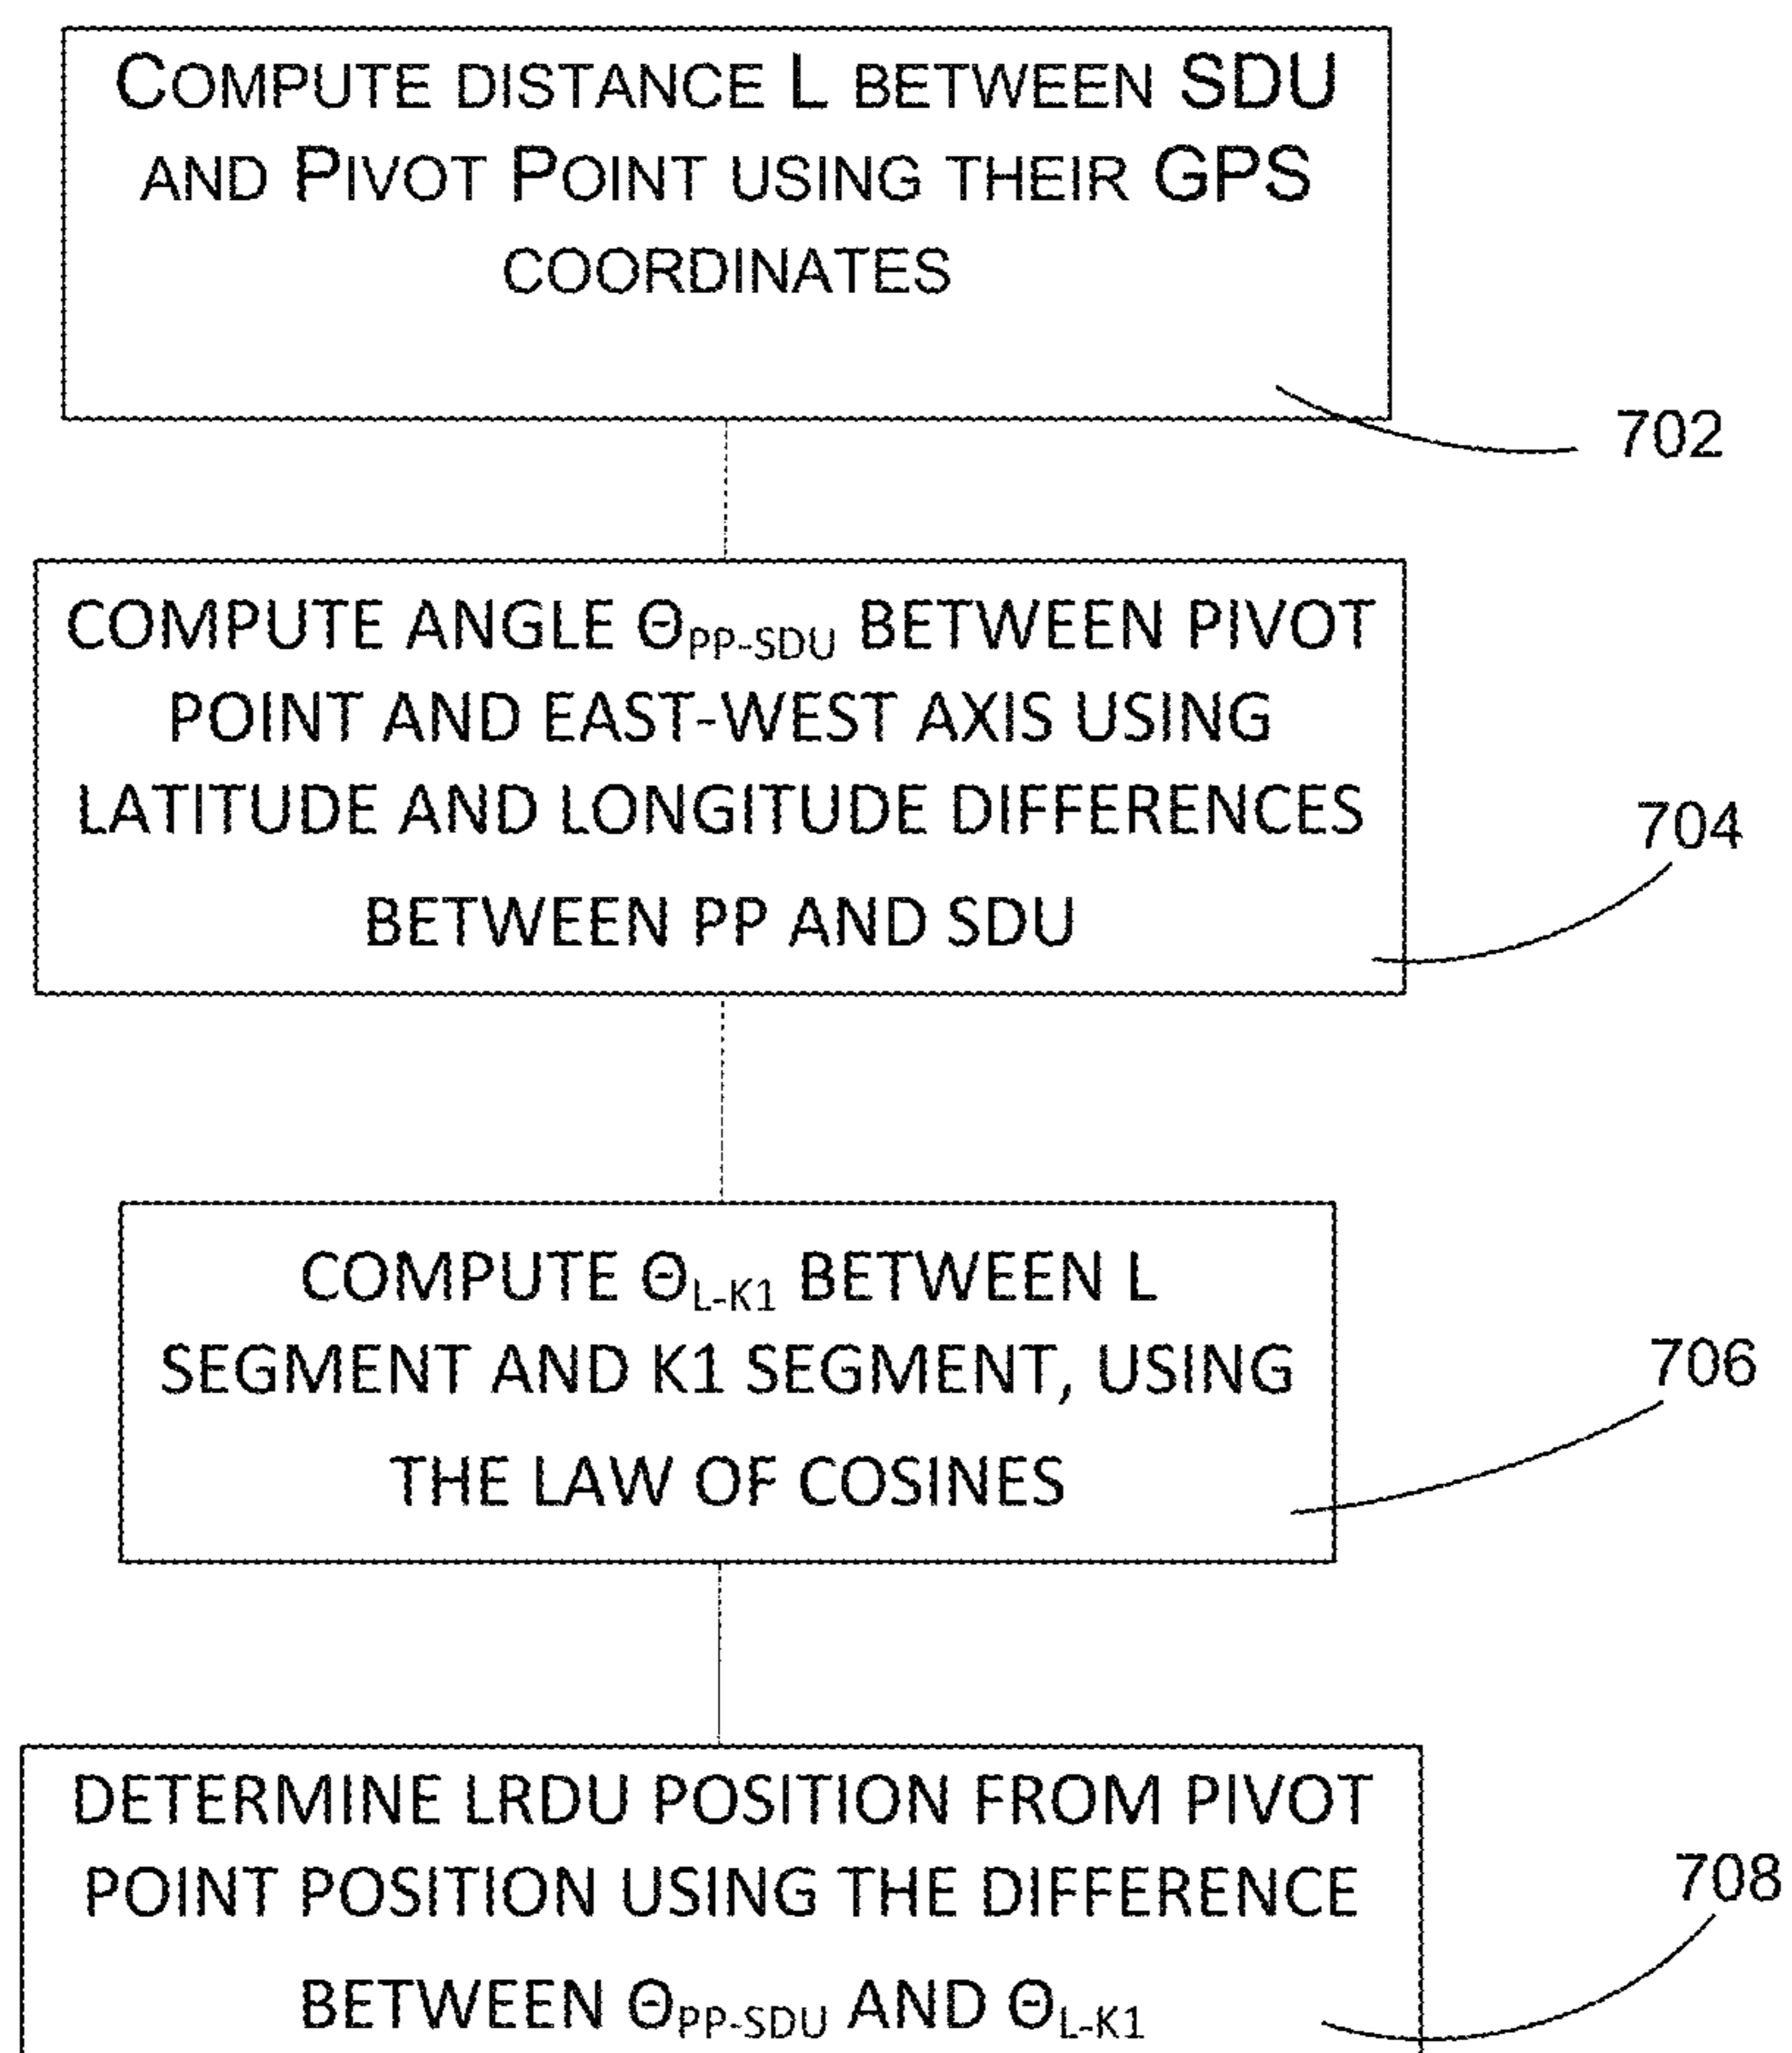 COMPUTE DISTANCE L BETWEEN SDU
AND PIVOT POINT USING THEIR GPS
COORDINATES
702
COMPUTE ANGLE ΘPP-SDU BETWEEN PIVOT
POINT AND EAST-WEST AXIS USING
LATITUDE AND LONGITUDE DIFFERENCES
BETWEEN PP AND SDU
704
COMPUTE ΘL-K1 BETWEEN L
SEGMENT AND K1 SEGMENT, USING
THE LAW OF COSINES
706
DETERMINE LRDU POSITION FROM PIVOT
POINT POSITION USING THE DIFFERENCE
BETWEEN ΘPP-SDU AND ΘL-K1
708